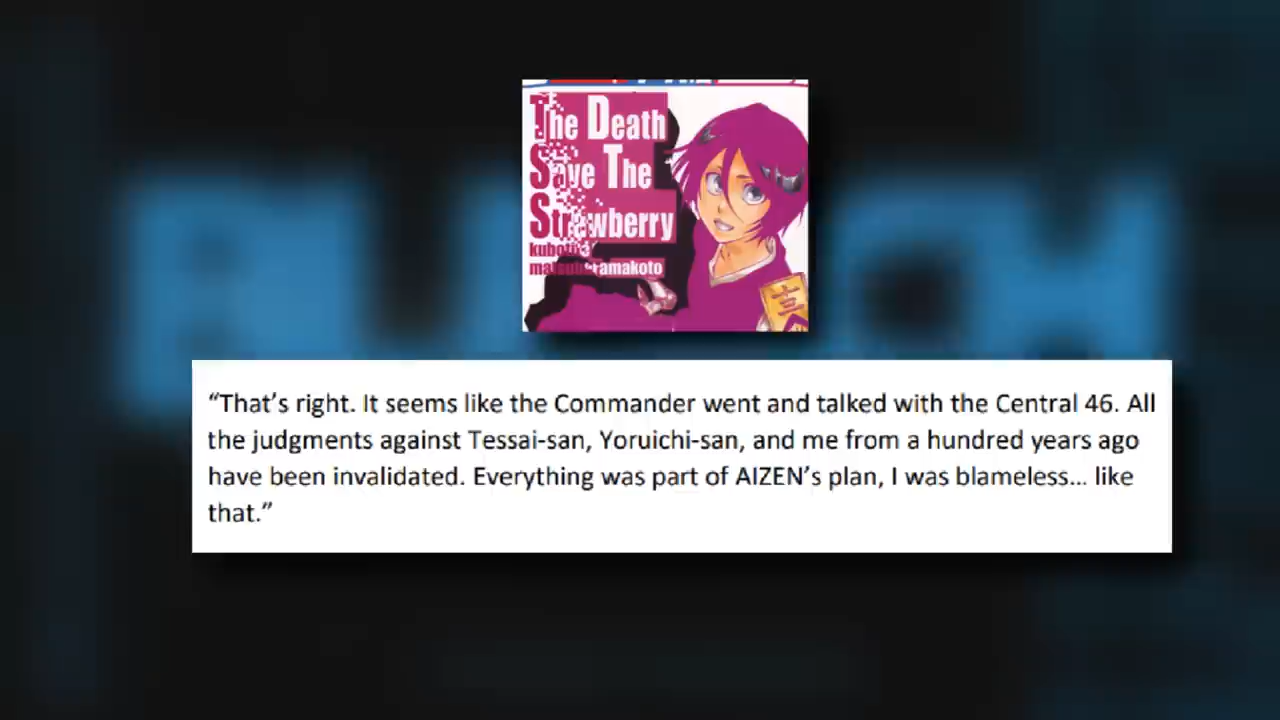 The Death
Save The
Strawberry
“That’s right. It seems like the Commander went and talked with the Central 46. All
the judgments against Tessai-san, Yoruichi-san, and me from a hundred years ago
have been invalidated. Everything was part of AIZEN’s plan, I was blameless... like
that.”